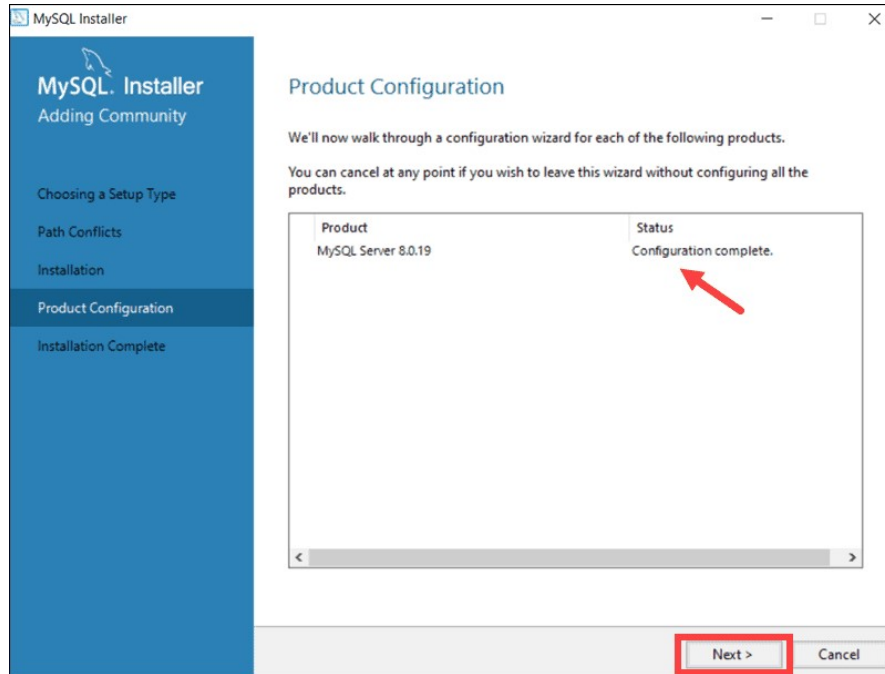 MySQL Installer
MySQL. Installer
Adding Community
Choosing a Setup Type
Path Conflicts
Installation
Product Configuration
Installation Complete
Product Configuration
We'll now walk through a configuration wizard for each of the following products.
You can cancel at any point if you wish to leave this wizard without configuring all the
products.
Product Status
MySQL Server 8.0.19 Configuration complete.
Next > Cancel